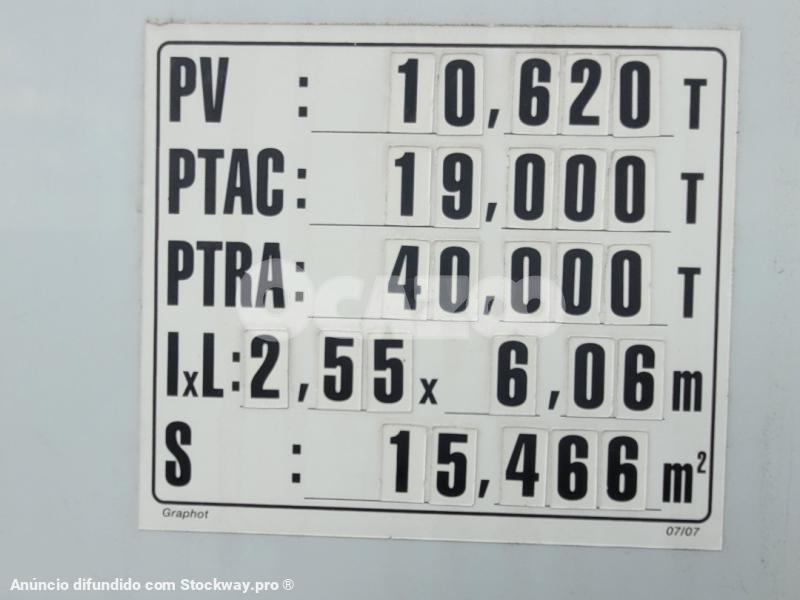 PV : 10,620 T
PTAC: 19,000 T
PTRA: 40,000 T
lxL: 2,55 x 6,06 m
S : 15,466 m²
Graphot 07/07
Anúncio difundido com Stockway.pro ®